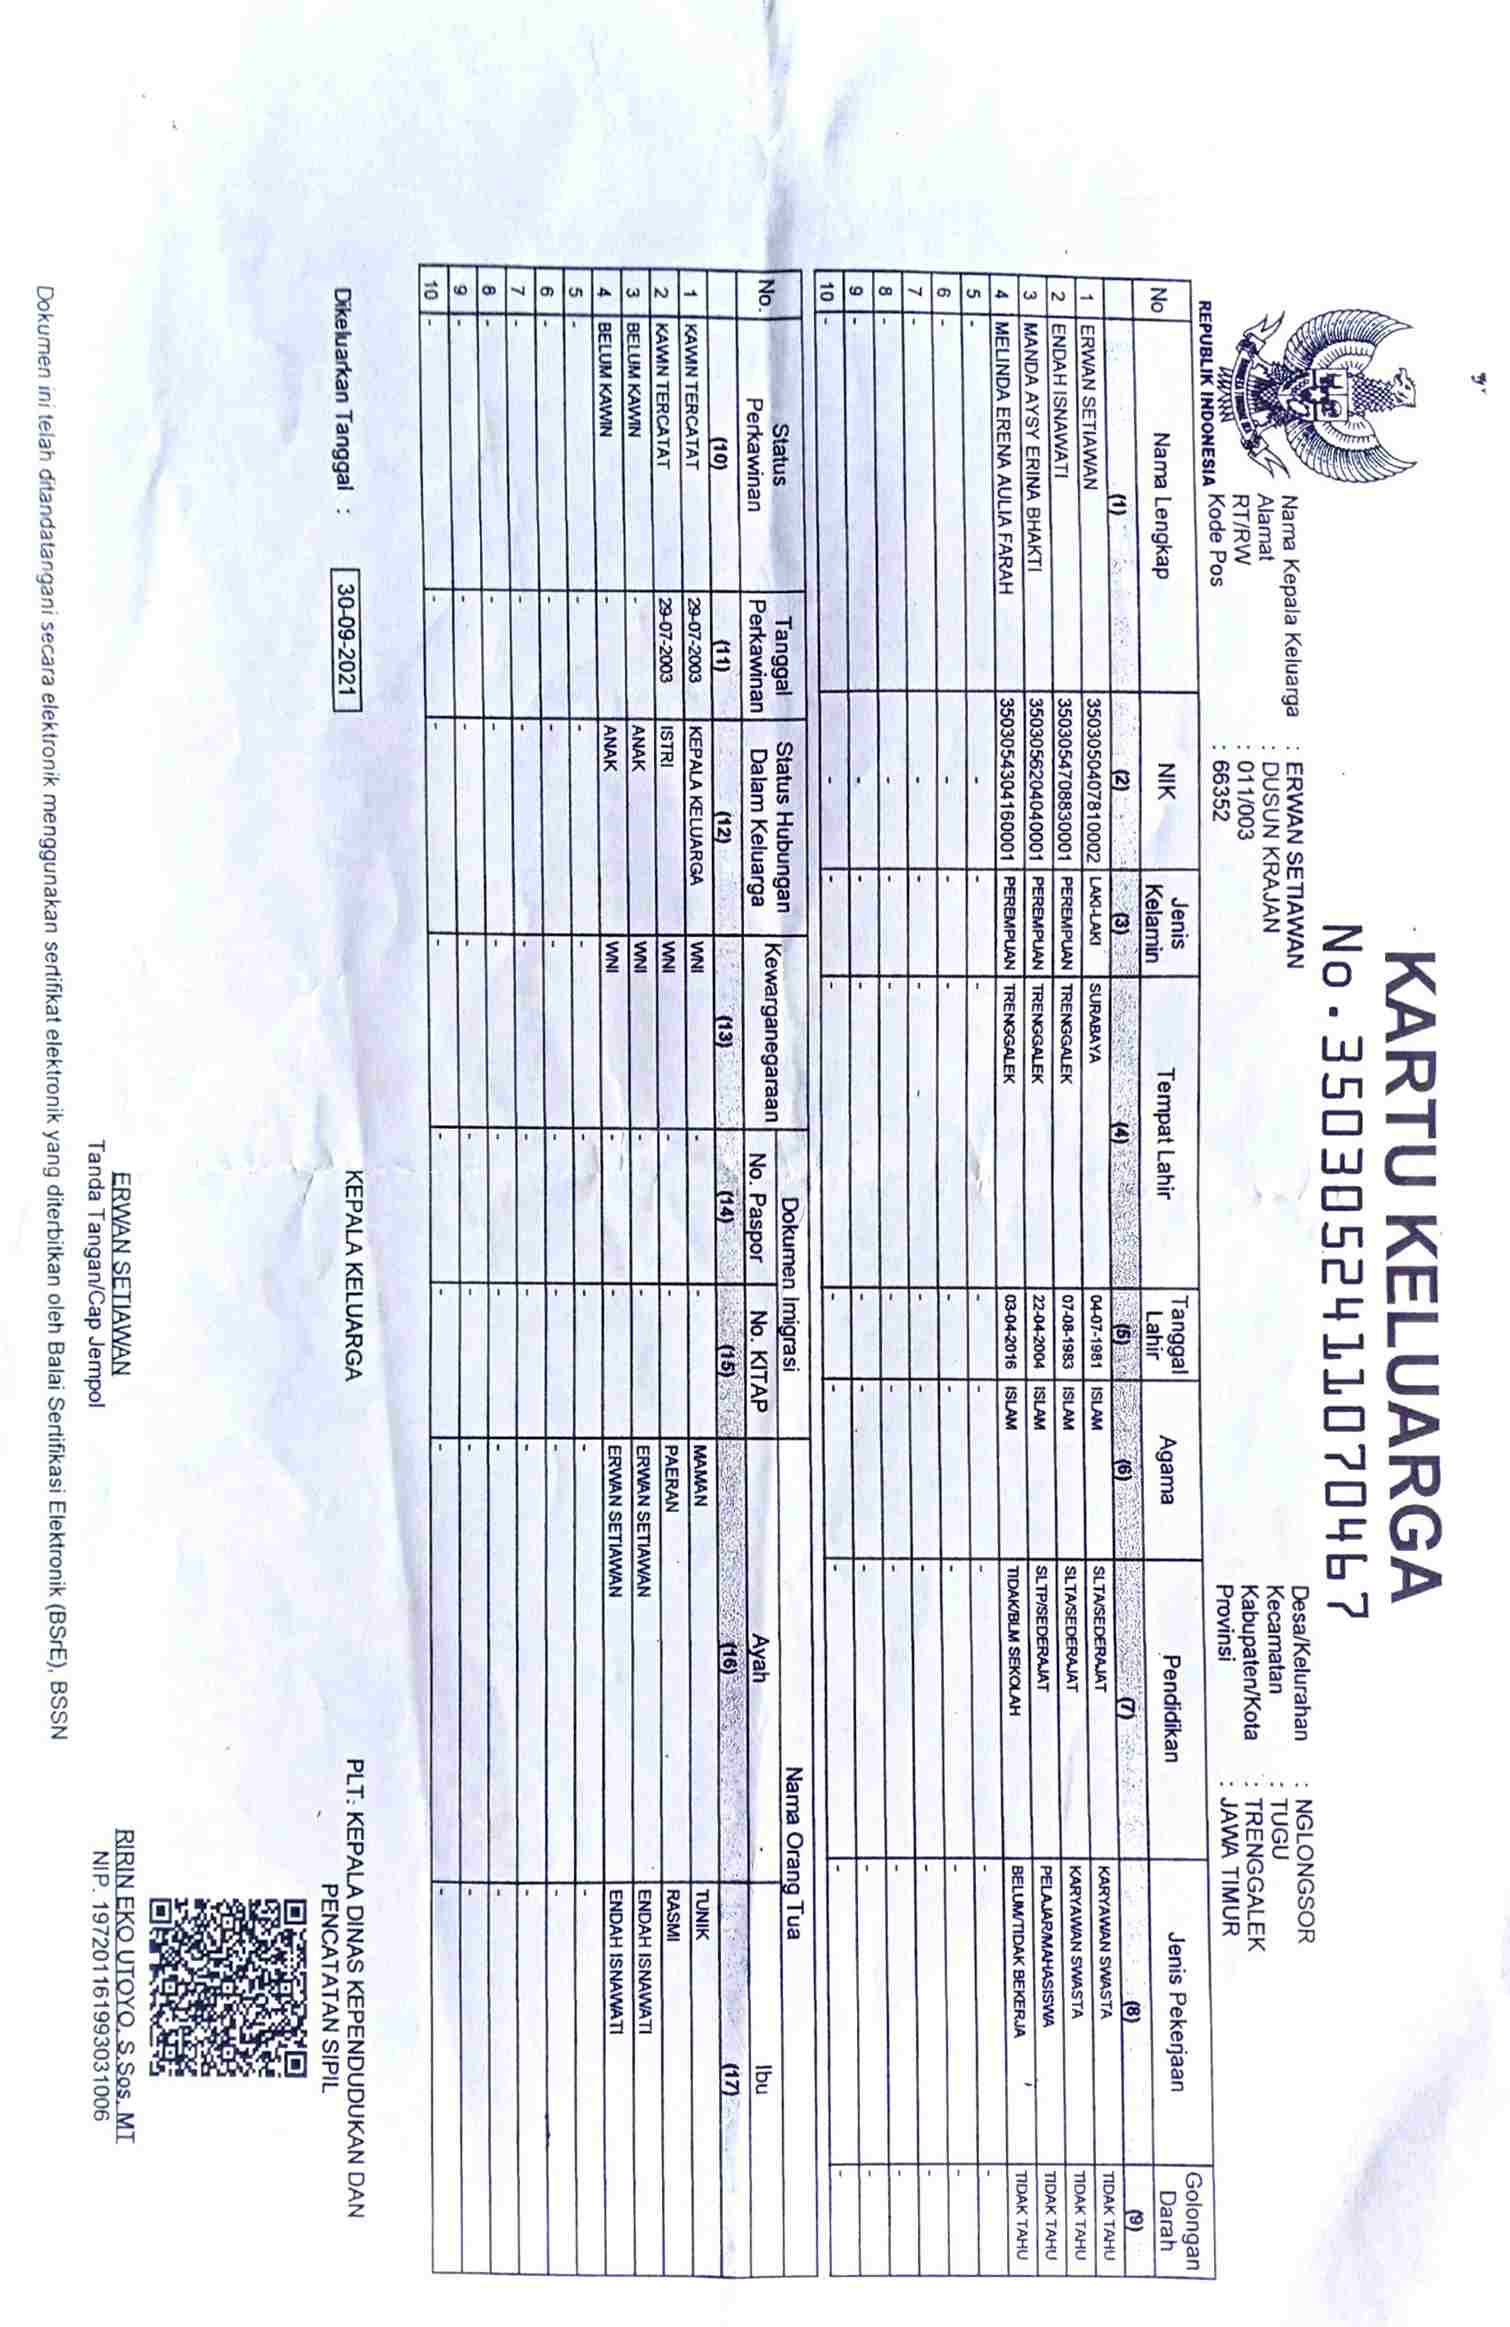 KARTU KELUARGA
No. 3503052411070467
REPUBLIK INDONESIA
Nama Kepala Keluarga : ERWAN SETIAWAN
Alamat : DUSUN KRAJAN
RT/RW : 011/003
Kode Pos : 66352
Desa/Kelurahan : NGLONGSOR
Kecamatan : TUGU
Kabupaten/Kota : TRENGGALEK
Provinsi : JAWA TIMUR
No Nama Lengkap NIK Jenis Kelamin Tempat Lahir Tanggal Lahir Agama Pendidikan Jenis Pekerjaan Golongan Darah
(1) (2) (3) (4) (5) (6) (7) (8) (9)
1 ERWAN SETIAWAN 3503050407810002 LAKI-LAKI SURABAYA 04-07-1981 ISLAM SLTA/SEDERAJAT KARYAWAN SWASTA TIDAK TAHU
2 ENDAH ISNAWATI 3503054708830001 PEREMPUAN TRENGGALEK 07-08-1983 ISLAM SLTA/SEDERAJAT KARYAWAN SWASTA TIDAK TAHU
3 MANDA AYSY ERINA BHAKTI 3503056204040001 PEREMPUAN TRENGGALEK 22-04-2004 ISLAM SLTP/SEDERAJAT PELAJAR/MAHASISWA TIDAK TAHU
4 MELINDA ERENA AULIA FARAH 3503054304160001 PEREMPUAN TRENGGALEK 03-04-2016 ISLAM TIDAK/BLM SEKOLAH BELUM/TIDAK BEKERJA TIDAK TAHU
5 - - - - - - - - -
6 - - - - - - - - -
7 - - - - - - - - -
8 - - - - - - - - -
9 - - - - - - - - -
10 - - - - - - - - -
No. Status Perkawinan Tanggal Perkawinan Status Hubungan Dalam Keluarga Kewarganegaraan Dokumen Imigrasi Nama Orang Tua
No. Paspor No. KITAP Ayah Ibu
(10) (11) (12) (13) (14) (15) (16) (17)
1 KAWIN TERCATAT 29-07-2003 KEPALA KELUARGA WNI - - MAMAN TUNIK
2 KAWIN TERCATAT 29-07-2003 ISTRI WNI - - PAERAN RASMI
3 BELUM KAWIN - ANAK WNI - - ERWAN SETIAWAN ENDAH ISNAWATI
4 BELUM KAWIN - ANAK WNI - - ERWAN SETIAWAN ENDAH ISNAWATI
5 - - - - - - - -
6 - - - - - - - -
7 - - - - - - - -
8 - - - - - - - -
9 - - - - - - - -
10 - - - - - - - -
Dikeluarkan Tanggal : 30-09-2021
KEPALA KELUARGA
PLT. KEPALA DINAS KEPENDUDUKAN DAN
PENCATATAN SIPIL
ERWAN SETIAWAN
Tanda Tangan/Cap Jempol
RIRIN EKO UTOYO, S.Sos, MT
NIP. 197201161993031006
Dokumen ini telah ditandatangani secara elektronik menggunakan sertifikat elektronik yang diterbitkan oleh Balai Sertifikasi Elektronik (BSrE), BSSN